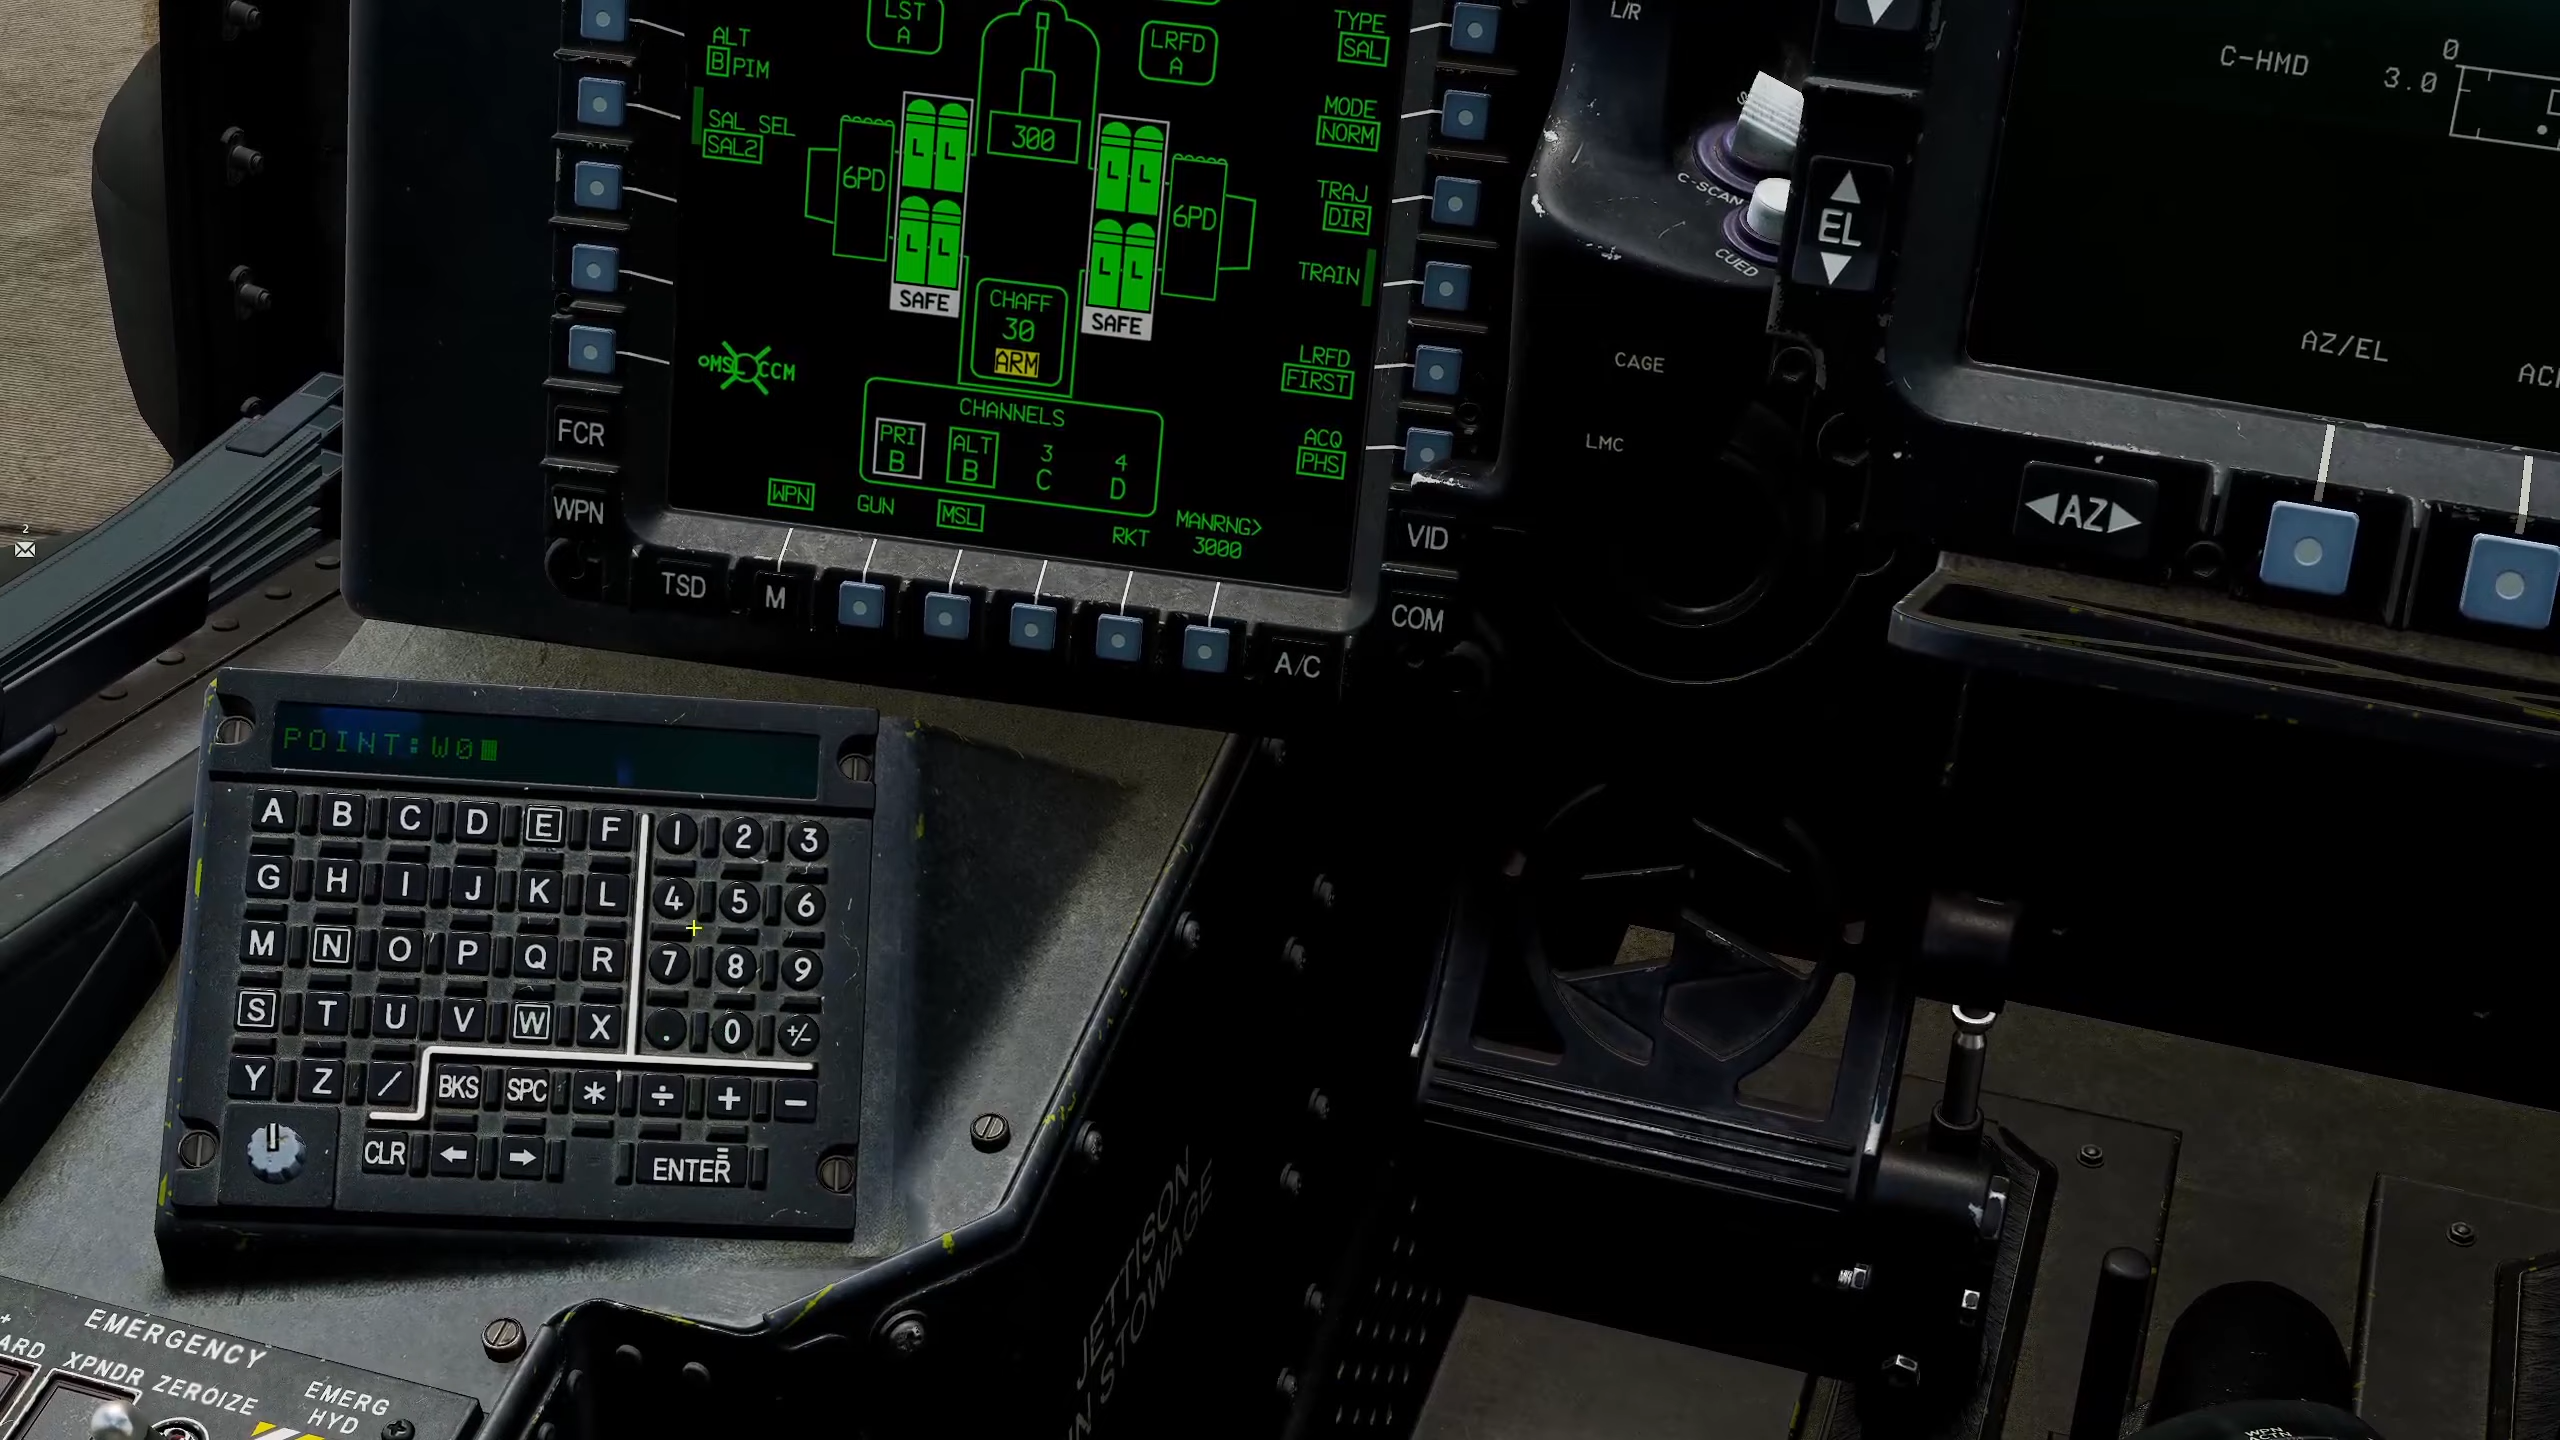 LST
A
LRFD
A
ALT
B PIM
SAL SEL
SAL2
6PD
L L
L L
SAFE
300
L L
L L
SAFE
6PD
CHAFF
30
ARM
MSL CCM
CHANNELS
PRI
B
ALT
B
3
C
4
D
WPN
GUN
MSL
RKT
MANRNG>
3000
TYPE
SAL
MODE
NORM
TRAJ
DIR
TRAIN
LRFD
FIRST
ACQ
PHS
FCR
WPN
TSD
M
A/C
VID
COM
L/R
C-SCAN
CUED
CAGE
LMC
EL
AZ
C-HMD
0
3.0
AZ/EL
2
POINT:W0
A B C D E F 1 2 3
G H I J K L 4 5 6
M N O P Q R 7 8 9
S T U V W X . 0 +/-
Y Z / BKS SPC * ÷ + -
CLR ← → ENTER =
EMERGENCY
XPNDR
ZEROIZE
EMERG
HYD
JETTISON
STOWAGE
WPN